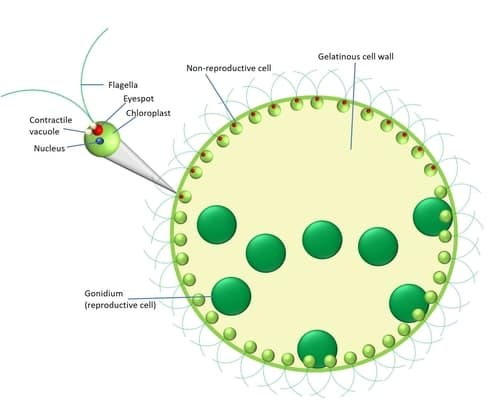 Gelatinous cell wall
Non-reproductive cell
Flagella
Eyespot
Chloroplast
Contractile
vacuole
Nucleus
Gonidium
(reproductive cell)